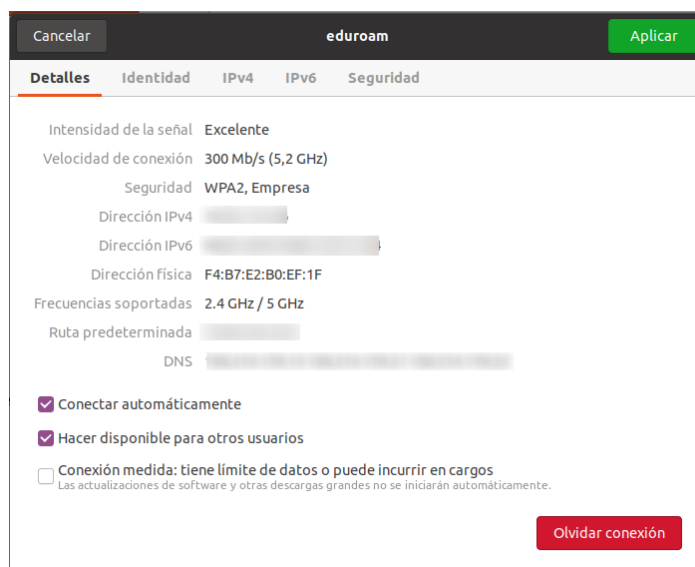 Cancelar eduroam Aplicar
Detalles Identidad IPv4 IPv6 Seguridad
Intensidad de la señal Excelente
Velocidad de conexión 300 Mb/s (5,2 GHz)
Seguridad WPA2, Empresa
Dirección IPv4
Dirección IPv6
Dirección física F4:B7:E2:B0:EF:1F
Frecuencias soportadas 2.4 GHz / 5 GHz
Ruta predeterminada
DNS
Conectar automáticamente
Hacer disponible para otros usuarios
Conexión medida: tiene límite de datos o puede incurrir en cargos
Las actualizaciones de software y otras descargas grandes no se iniciarán automáticamente.
Olvidar conexión